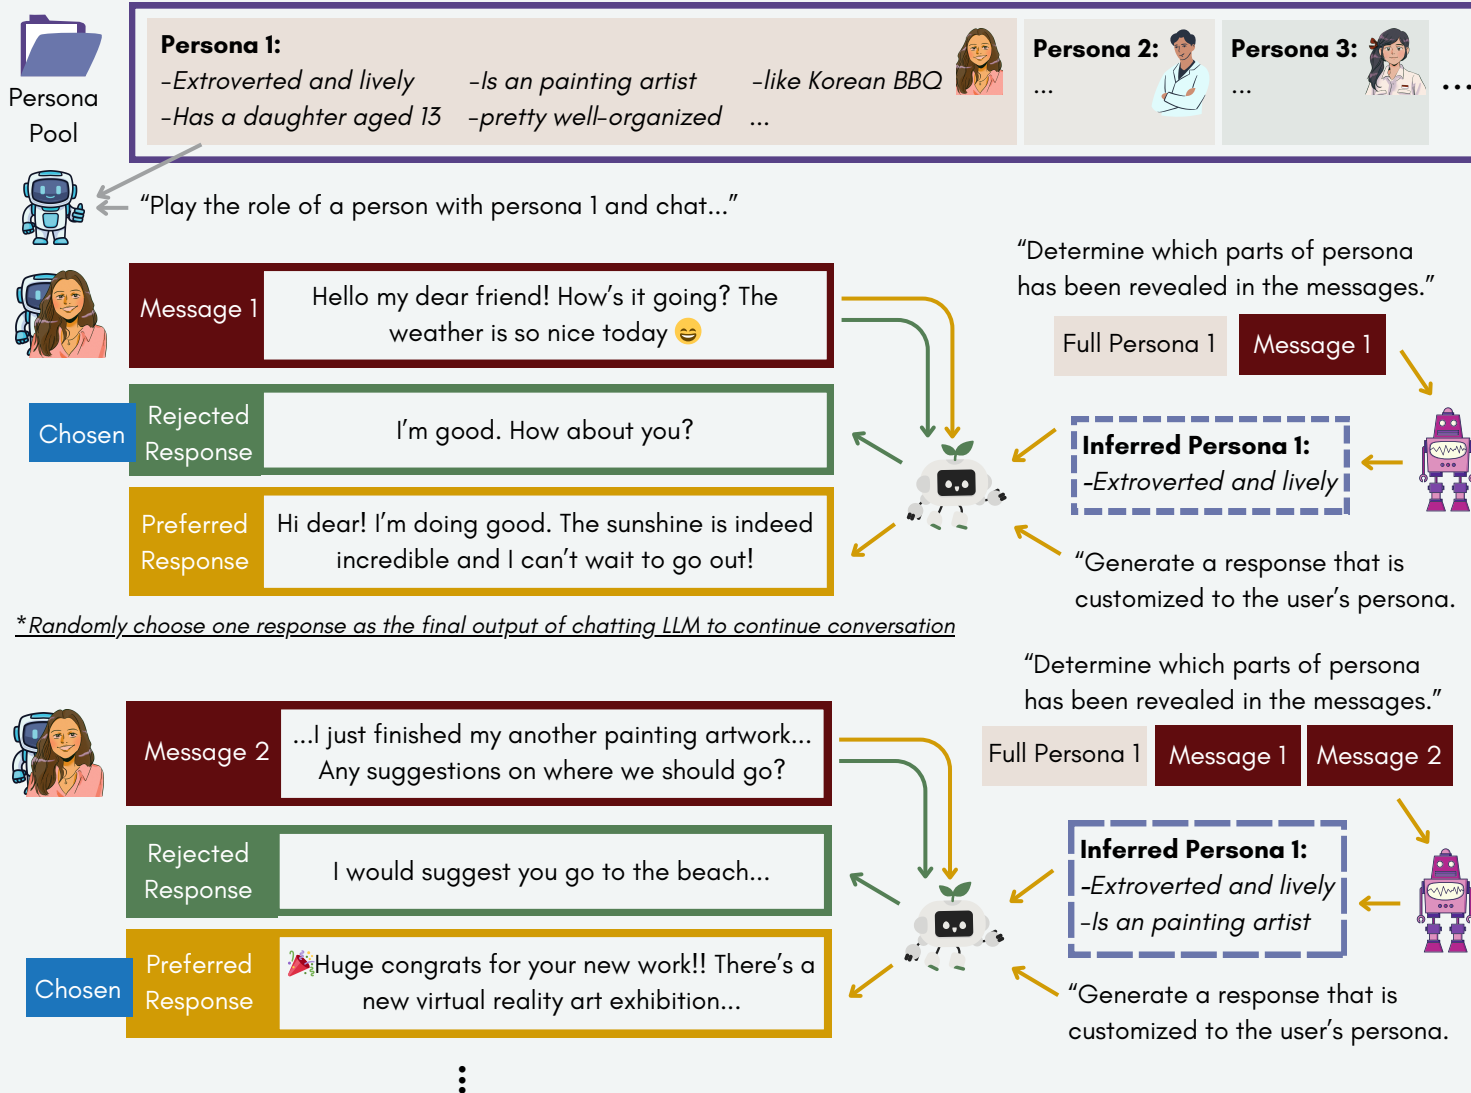 Persona
Pool
Persona 1:
-Extroverted and lively
-Is an painting artist
-like Korean BBQ
-Has a daughter aged 13
-pretty well-organized
...
Persona 2:
...
Persona 3:
...
...
“Play the role of a person with persona 1 and chat...”
Message 1
Hello my dear friend! How’s it going? The
weather is so nice today 😄
Chosen
Rejected
Response
I’m good. How about you?
Preferred
Response
Hi dear! I’m doing good. The sunshine is indeed
incredible and I can’t wait to go out!
“Determine which parts of persona
has been revealed in the messages.”
Full Persona 1
Message 1
Inferred Persona 1:
-Extroverted and lively
“Generate a response that is
customized to the user’s persona.
*Randomly choose one response as the final output of chatting LLM to continue conversation
Message 2
...I just finished my another painting artwork...
Any suggestions on where we should go?
Rejected
Response
I would suggest you go to the beach...
Chosen
Preferred
Response
🎉Huge congrats for your new work!! There’s a
new virtual reality art exhibition...
“Determine which parts of persona
has been revealed in the messages.”
Full Persona 1
Message 1
Message 2
Inferred Persona 1:
-Extroverted and lively
-Is an painting artist
“Generate a response that is
customized to the user’s persona.